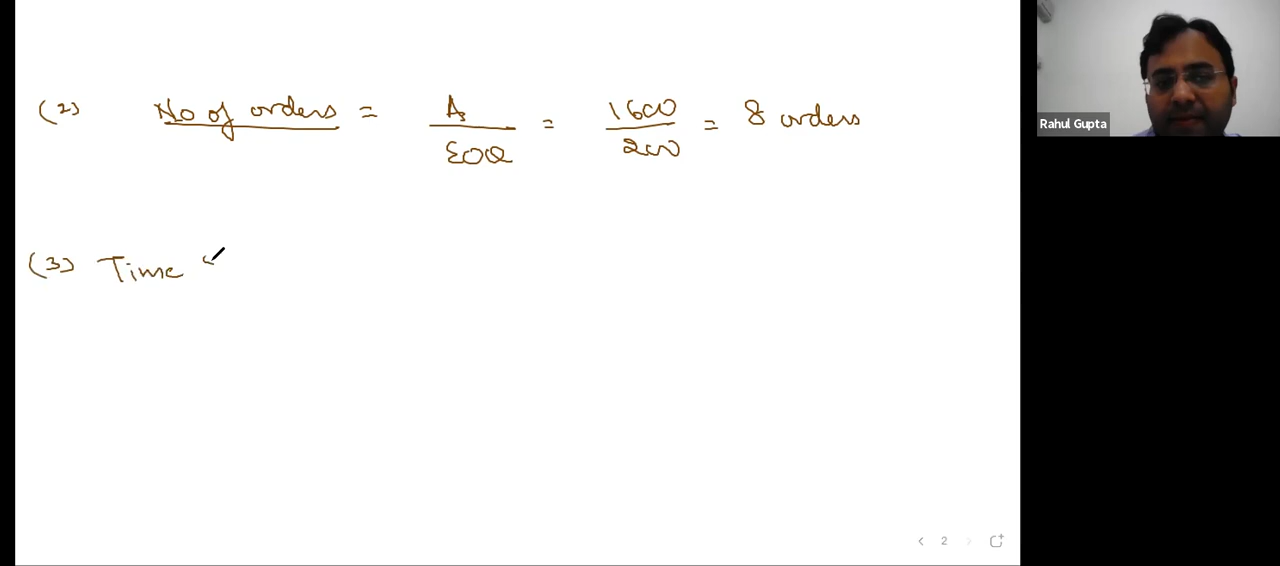 (2) No of orders = A / EOQ = 1600 / 200 = 8 orders
Rahul Gupta
(3) Time
2